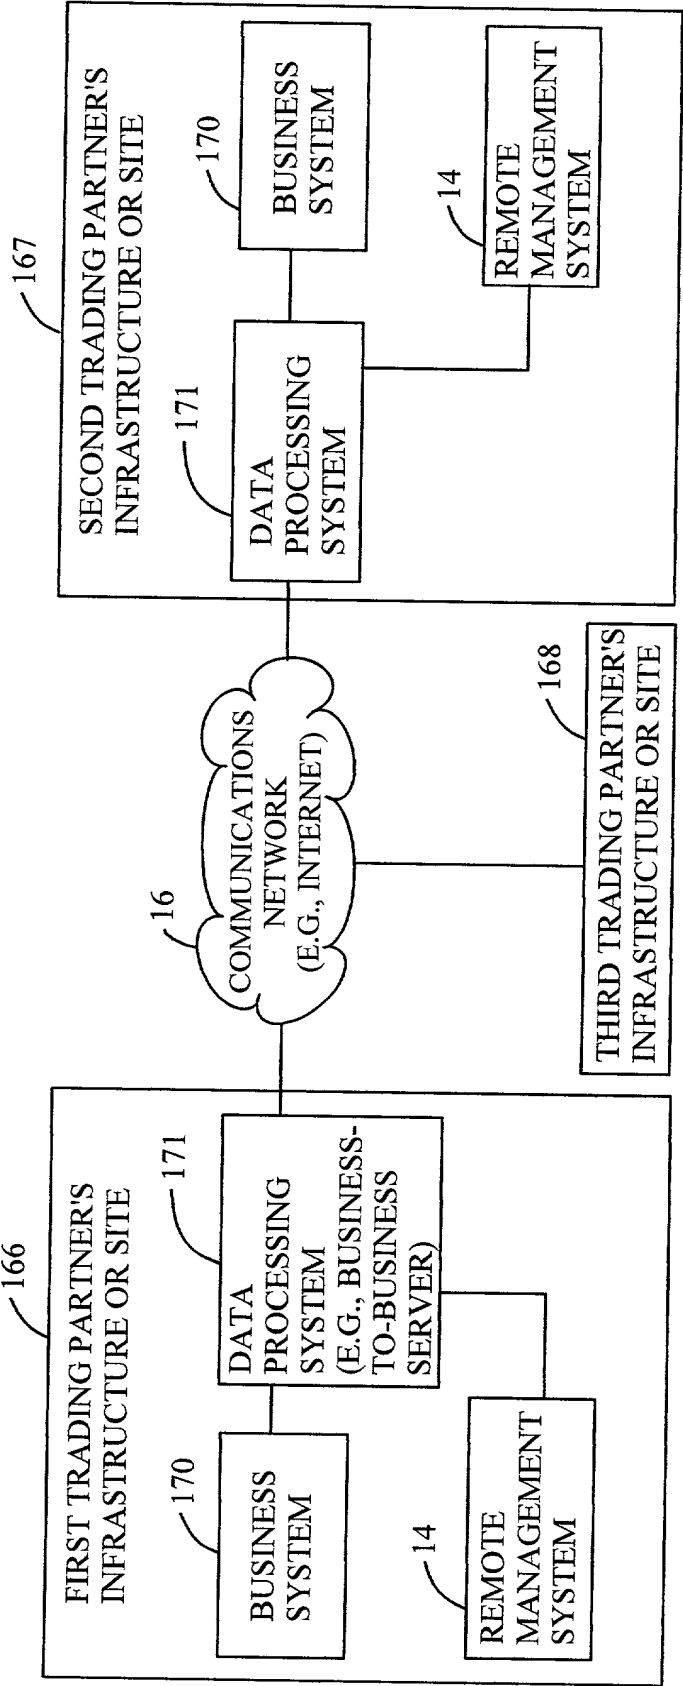 166
FIRST TRADING PARTNER'S
INFRASTRUCTURE OR SITE
170
BUSINESS
SYSTEM
171
DATA
PROCESSING
SYSTEM
(E.G., BUSINESS-
TO-BUSINESS
SERVER)
14
REMOTE
MANAGEMENT
SYSTEM
16
COMMUNICATIONS
NETWORK
(E.G., INTERNET)
168
THIRD TRADING PARTNER'S
INFRASTRUCTURE OR SITE
167
SECOND TRADING PARTNER'S
INFRASTRUCTURE OR SITE
171
DATA
PROCESSING
SYSTEM
170
BUSINESS
SYSTEM
14
REMOTE
MANAGEMENT
SYSTEM